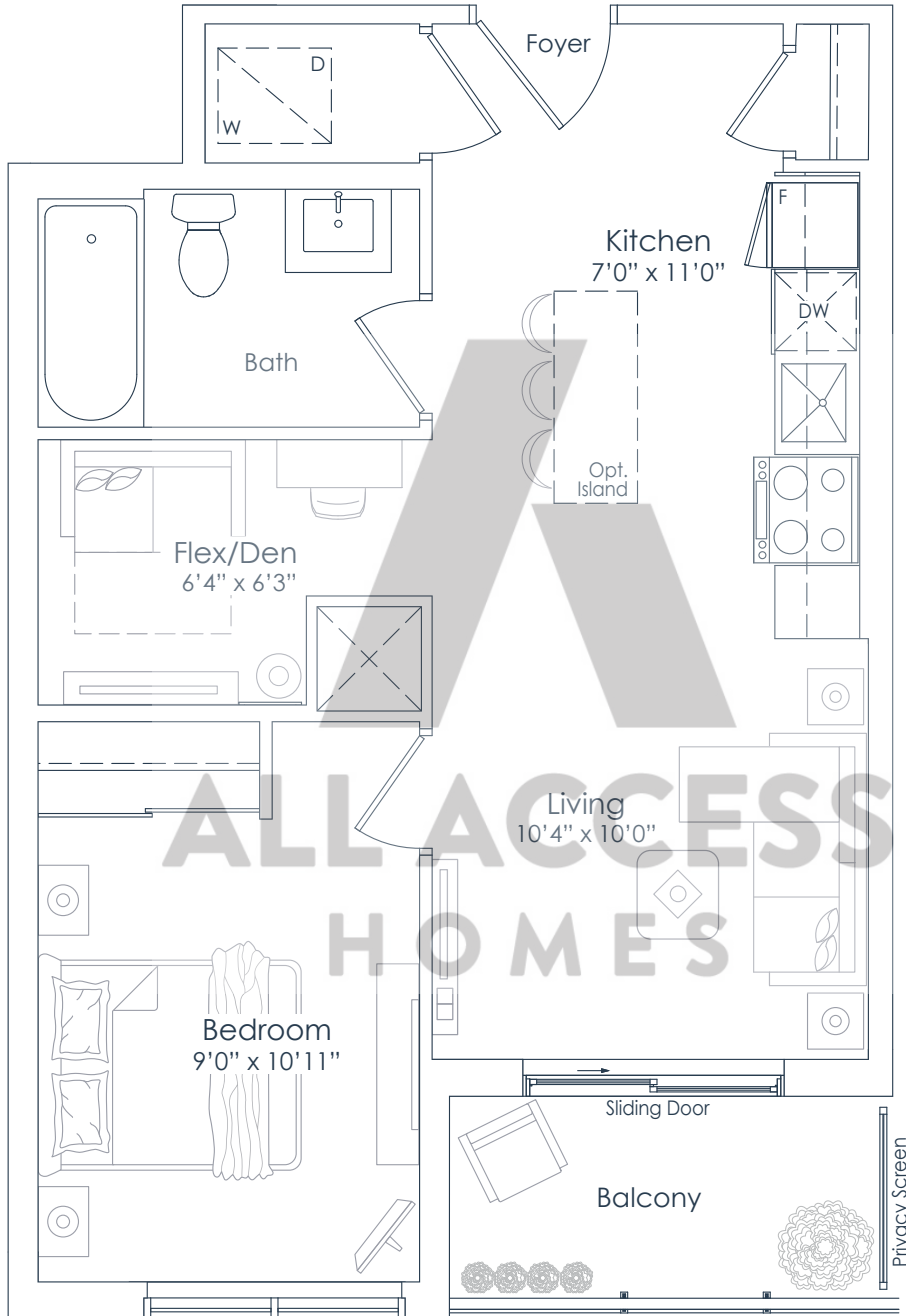 Foyer
D
W
F
Kitchen
7’0” x 11’0”
DW
Bath
Opt.
Island
Flex/Den
6’4” x 6’3”
Living
10’4” x 10’0”
ALL ACCESS
HOMES
Bedroom
9’0” x 10’11”
Sliding Door
Balcony
Privacy Screen